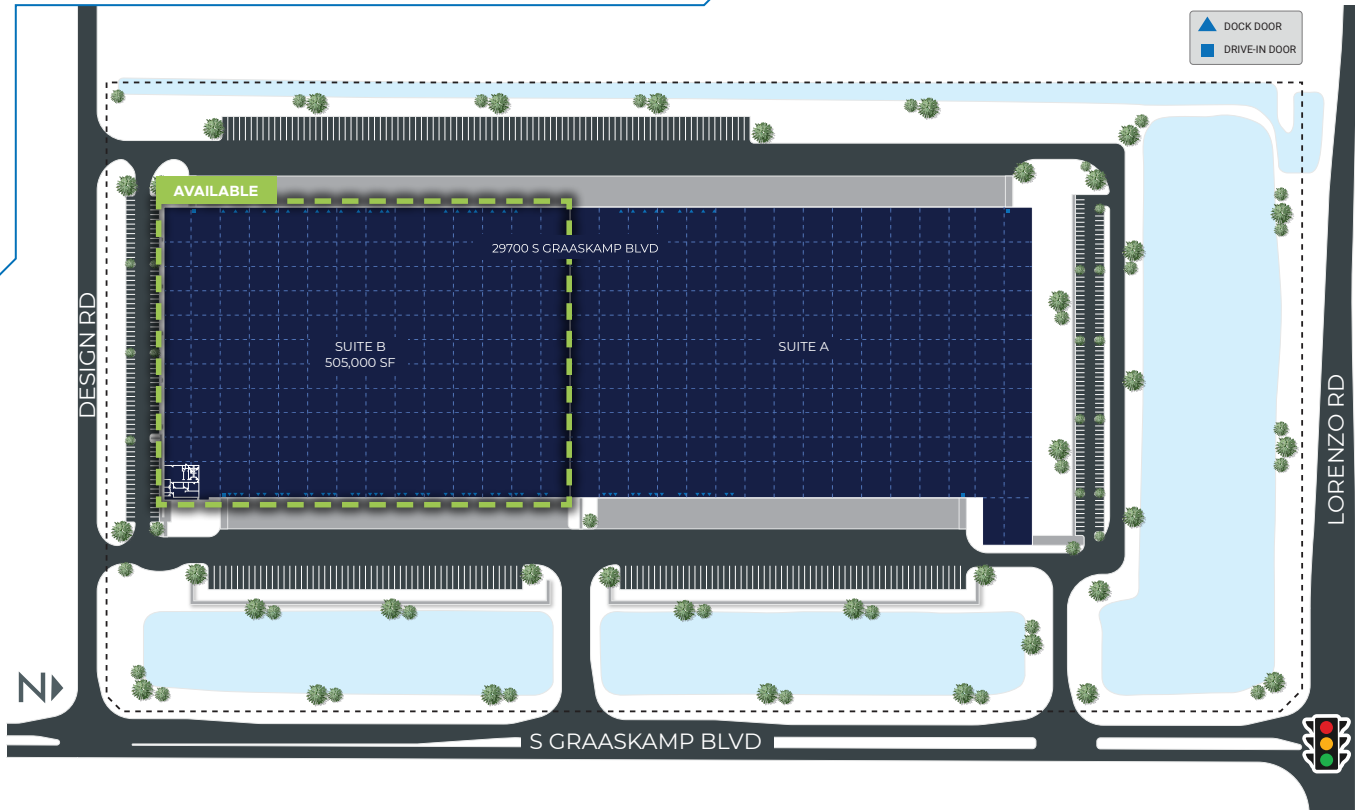 DOCK DOOR
DRIVE-IN DOOR
AVAILABLE
29700 S GRAASKAMP BLVD
SUITE B
505,000 SF
SUITE A
DESIGN RD
LORENZO RD
N
S GRAASKAMP BLVD